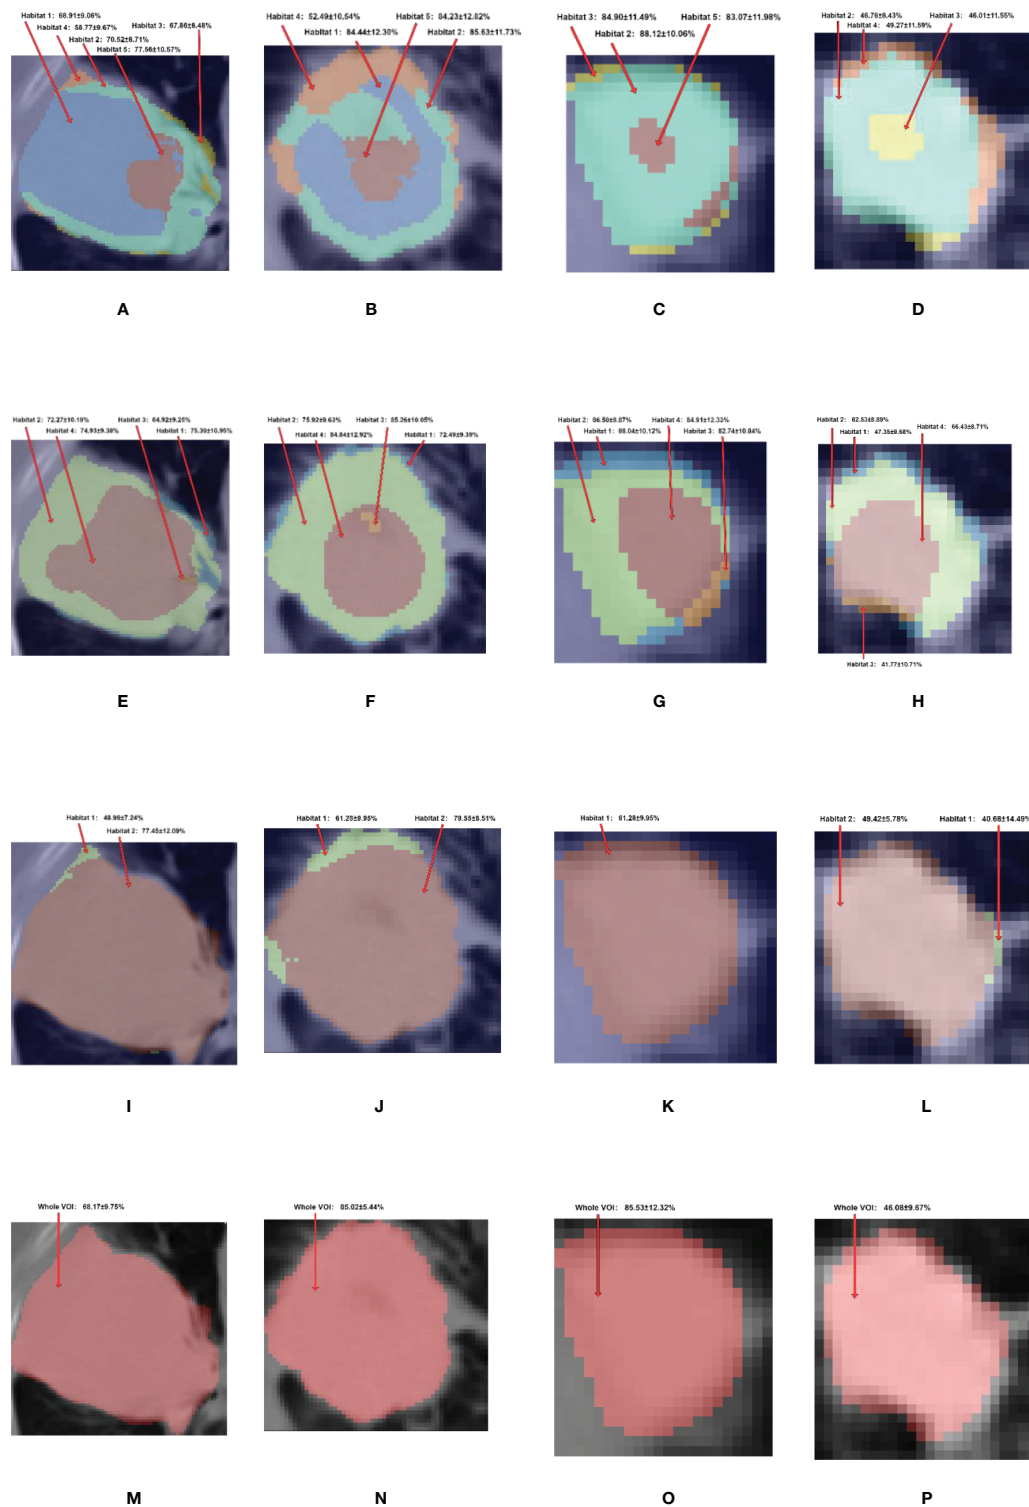 Habitat 1: 68.91±9.06%
Habitat 3: 67.86±8.48%
Habitat 4: 58.77±9.67%
Habitat 2: 70.52±8.71%
Habitat 5: 77.56±10.57%
A
Habitat 4: 52.49±10.54%
Habitat 5: 84.23±12.82%
Habitat 1: 84.44±12.30%
Habitat 2: 85.63±11.73%
B
Habitat 3: 84.90±11.49%
Habitat 5: 83.07±11.98%
Habitat 2: 88.12±10.06%
C
Habitat 2: 46.76±8.43%
Habitat 3: 46.01±11.55%
Habitat 4: 49.27±11.59%
D
Habitat 2: 72.27±10.19%
Habitat 3: 64.92±9.25%
Habitat 4: 74.93±9.38%
Habitat 1: 75.39±10.95%
E
Habitat 2: 75.92±9.63%
Habitat 3: 85.26±10.05%
Habitat 4: 84.84±12.92%
Habitat 1: 72.49±9.39%
F
Habitat 2: 86.50±9.87%
Habitat 4: 84.91±12.33%
Habitat 1: 88.04±10.12%
Habitat 3: 82.74±10.84%
G
Habitat 2: 62.53±8.89%
Habitat 4: 66.43±8.71%
Habitat 1: 47.35±8.68%
Habitat 3: 41.77±10.71%
H
Habitat 1: 48.99±7.24%
Habitat 2: 77.45±12.09%
I
Habitat 1: 61.28±9.95%
Habitat 2: 79.55±8.51%
J
Habitat 1: 61.28±9.95%
K
Habitat 2: 49.42±5.78%
Habitat 1: 40.68±14.49%
L
Whole VOI: 68.17±9.75%
M
Whole VOI: 85.02±5.44%
N
Whole VOI: 85.53±12.32%
O
Whole VOI: 46.08±9.67%
P